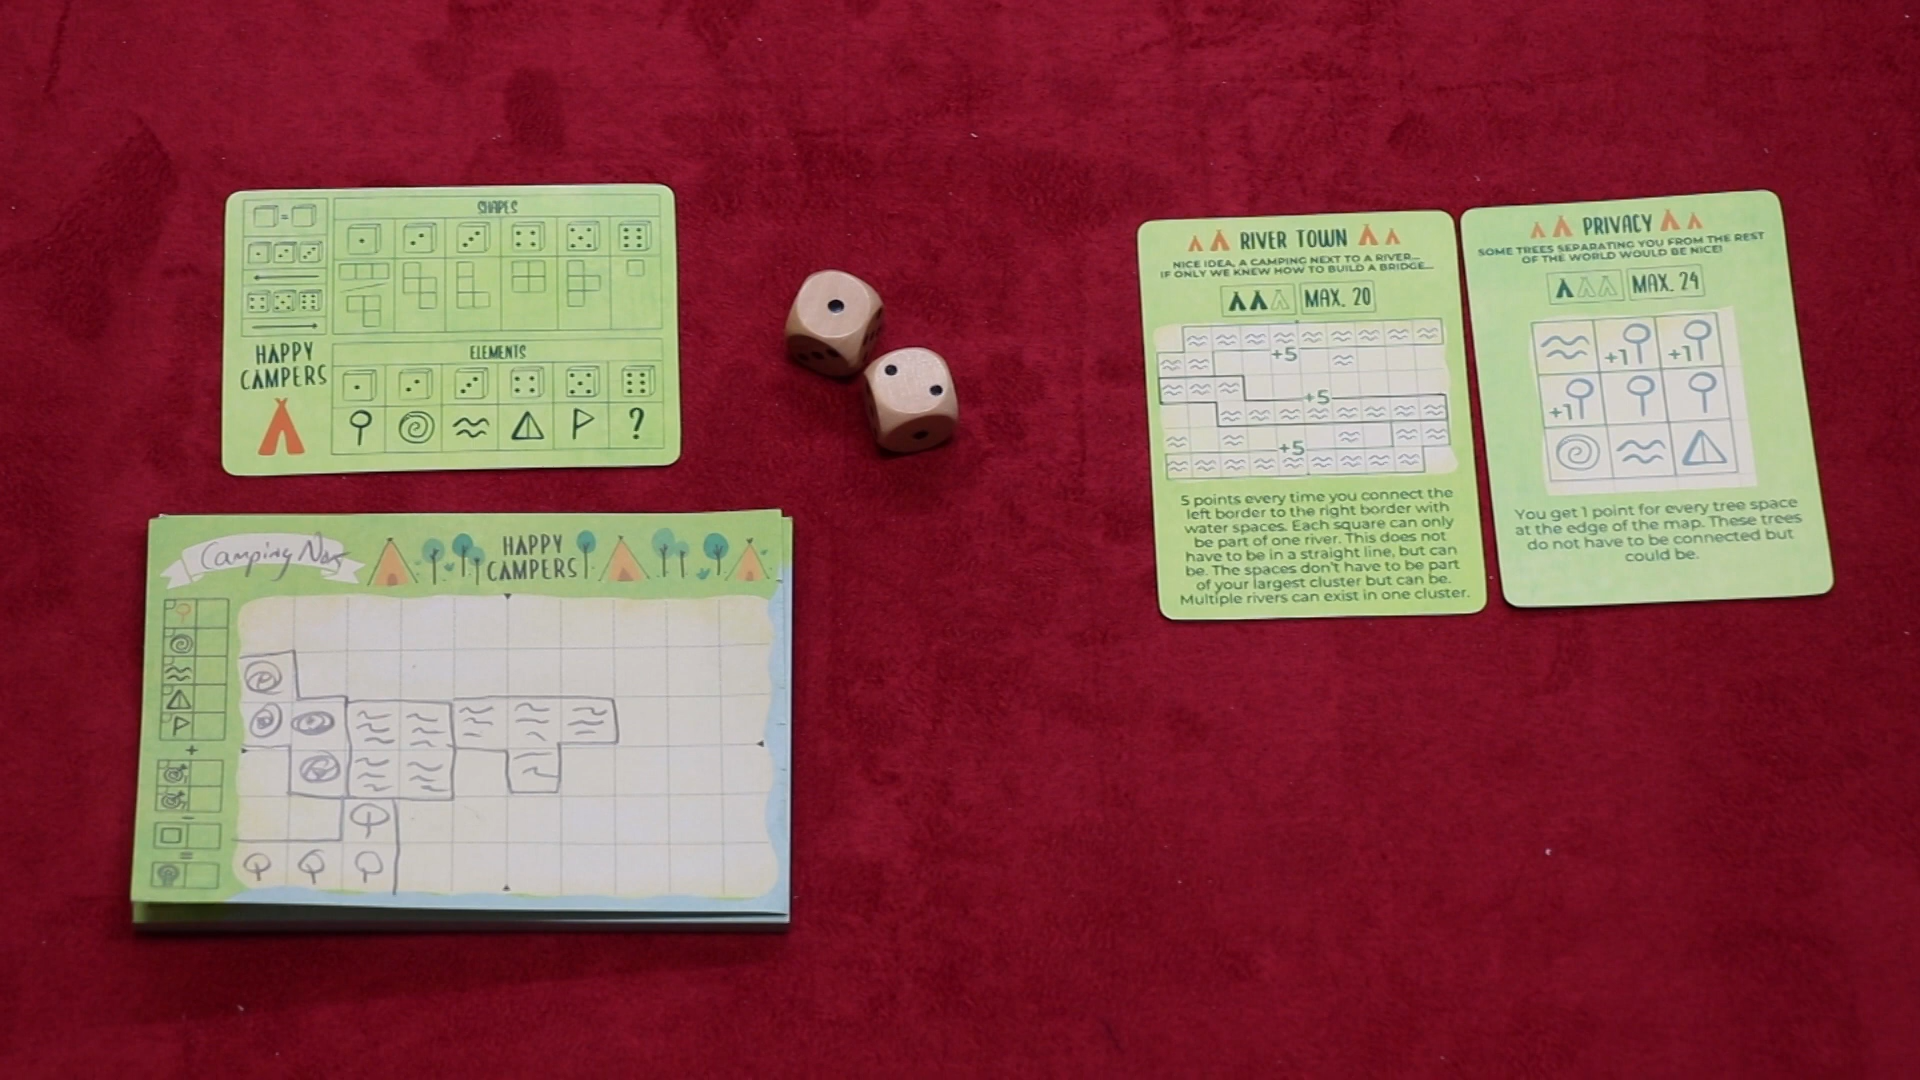 SHAPES
ELEMENTS
HAPPY
CAMPERS
?
RIVER TOWN
NICE IDEA, A CAMPING NEXT TO A RIVER...
IF ONLY WE KNEW HOW TO BUILD A BRIDGE...
MAX. 20
+5
+5
+5
5 points every time you connect the
left border to the right border with
water spaces. Each square can only
be part of one river. This does not
have to be in a straight line, but can
be. The spaces don't have to be part
of your largest cluster but can be.
Multiple rivers can exist in one cluster.
PRIVACY
SOME TREES SEPARATING YOU FROM THE REST
OF THE WORLD WOULD BE NICE!
MAX. 24
+1
+1
+1
You get 1 point for every tree space
at the edge of the map. These trees
do not have to be connected but
could be.
Camping
HAPPY
CAMPERS